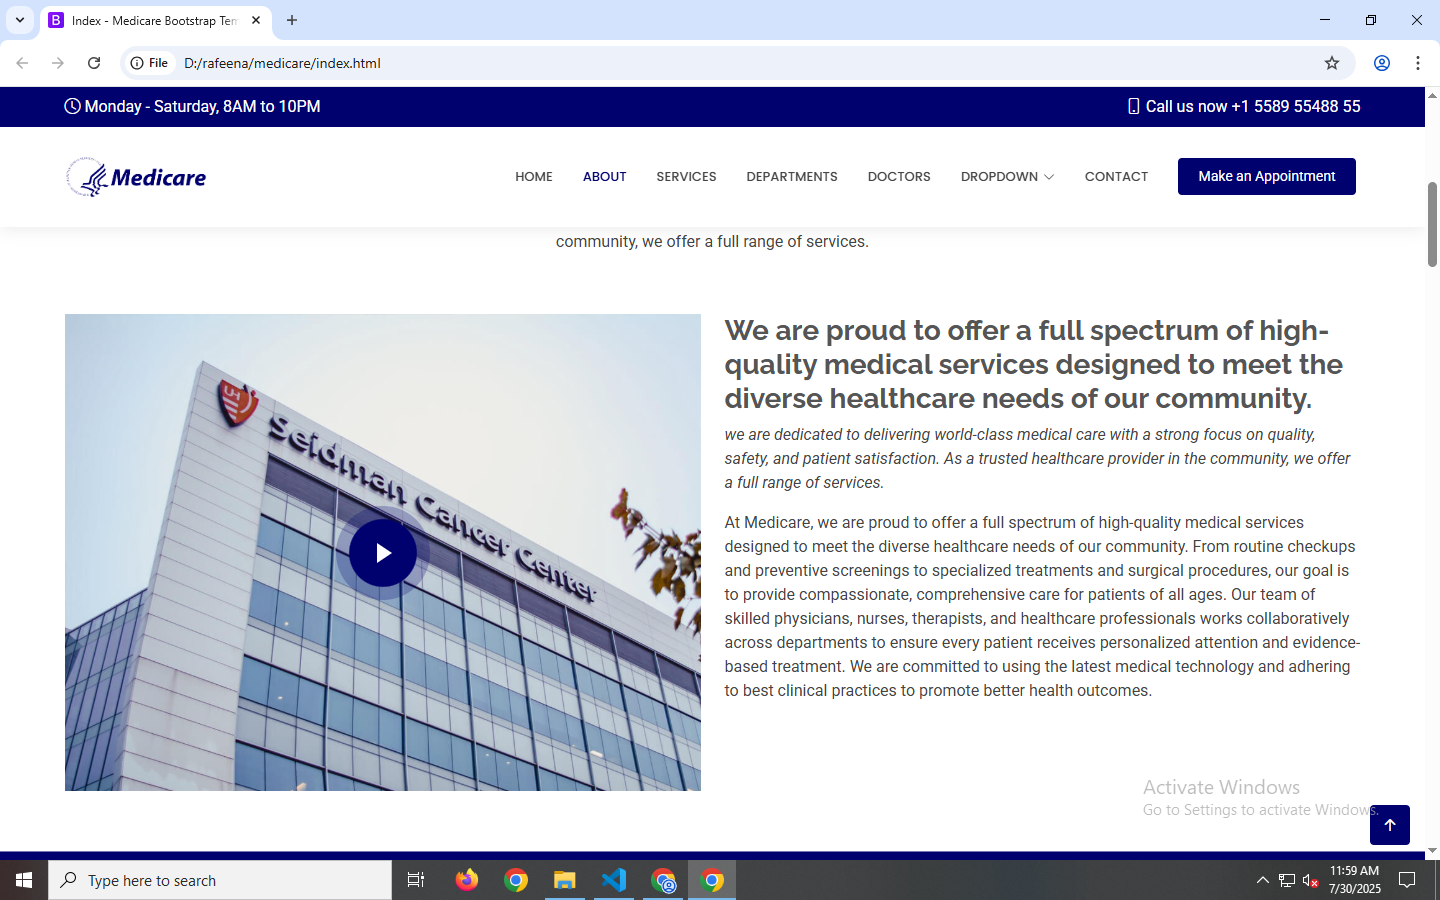 Index - Medicare Bootstrap Tem
File
D:/rafeena/medicare/index.html
Monday - Saturday, 8AM to 10PM
Call us now +1 5589 55488 55
Medicare
HOME
ABOUT
SERVICES
DEPARTMENTS
DOCTORS
DROPDOWN
CONTACT
Make an Appointment
community, we offer a full range of services.
UH
Seidman Cancer Center
We are proud to offer a full spectrum of high-
quality medical services designed to meet the
diverse healthcare needs of our community.
we are dedicated to delivering world-class medical care with a strong focus on quality,
safety, and patient satisfaction. As a trusted healthcare provider in the community, we offer
a full range of services.
At Medicare, we are proud to offer a full spectrum of high-quality medical services
designed to meet the diverse healthcare needs of our community. From routine checkups
and preventive screenings to specialized treatments and surgical procedures, our goal is
to provide compassionate, comprehensive care for patients of all ages. Our team of
skilled physicians, nurses, therapists, and healthcare professionals works collaboratively
across departments to ensure every patient receives personalized attention and evidence-
based treatment. We are committed to using the latest medical technology and adhering
to best clinical practices to promote better health outcomes.
Activate Windows
Go to Settings to activate Windows.
Type here to search
11:59 AM
7/30/2025